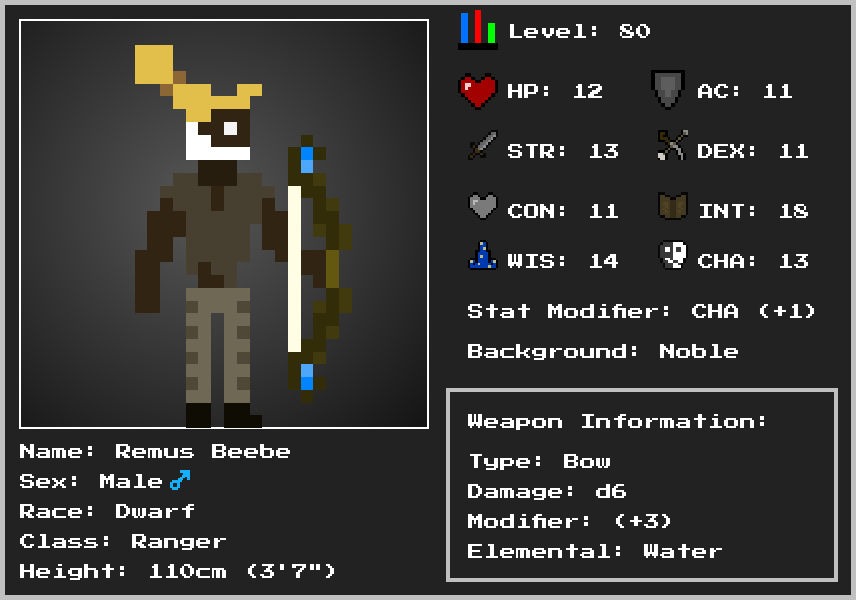 Level: 80
HP: 12
AC: 11
STR: 13
DEX: 11
CON: 11
INT: 18
WIS: 14
CHA: 13
Stat Modifier: CHA (+1)
Background: Noble
Name: Remus Beebe
Sex: Male ♂
Race: Dwarf
Class: Ranger
Height: 110cm (3'7")
Weapon Information:
Type: Bow
Damage: d6
Modifier: (+3)
Elemental: Water